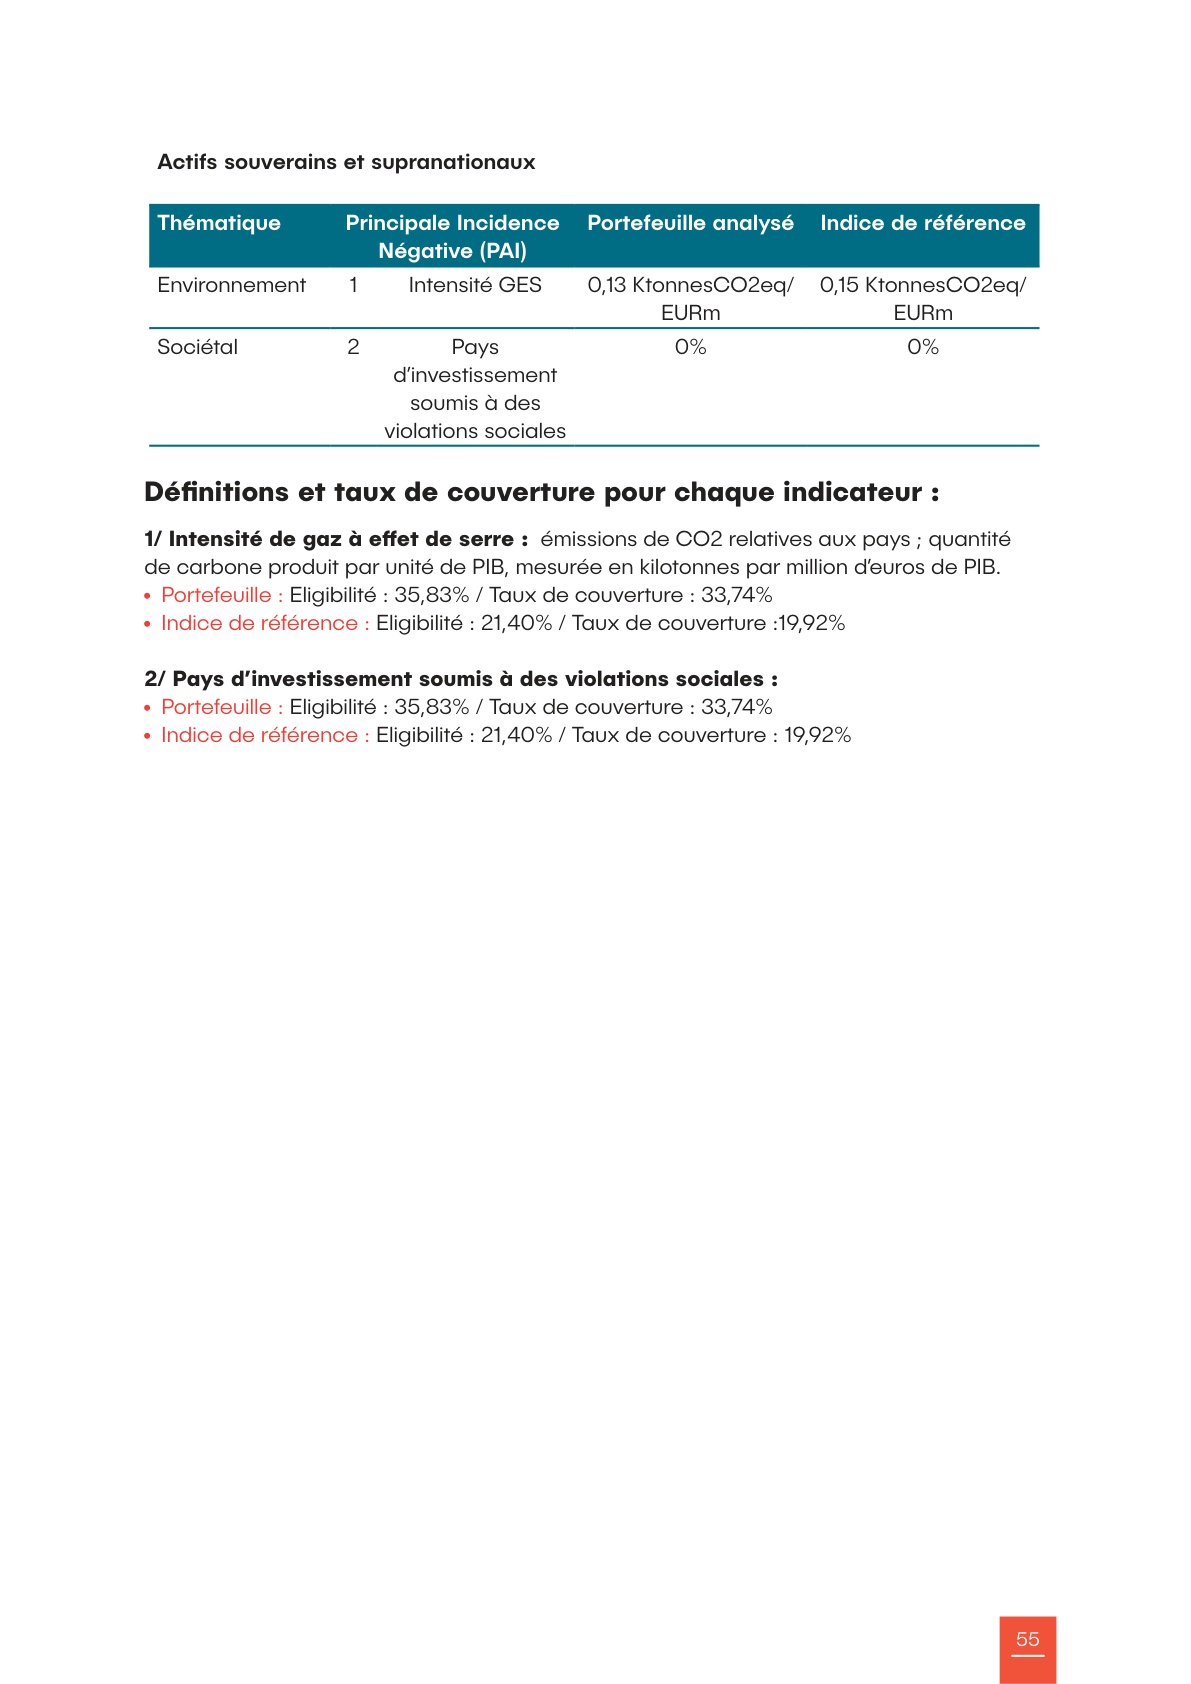 Actifs souverains et supranationaux
Thématique Principale Incidence Négative (PAI) Portefeuille analysé Indice de référence
Environnement 1 Intensité GES 0,13 KtonnesCO2eq/ EURm 0,15 KtonnesCO2eq/ EURm
Sociétal 2 Pays d’investissement soumis à des violations sociales 0% 0%
Définitions et taux de couverture pour chaque indicateur :
1/ Intensité de gaz à effet de serre : émissions de CO2 relatives aux pays ; quantité
de carbone produit par unité de PIB, mesurée en kilotonnes par million d’euros de PIB.
• Portefeuille : Eligibilité : 35,83% / Taux de couverture : 33,74%
• Indice de référence : Eligibilité : 21,40% / Taux de couverture :19,92%
2/ Pays d’investissement soumis à des violations sociales :
• Portefeuille : Eligibilité : 35,83% / Taux de couverture : 33,74%
• Indice de référence : Eligibilité : 21,40% / Taux de couverture : 19,92%
55